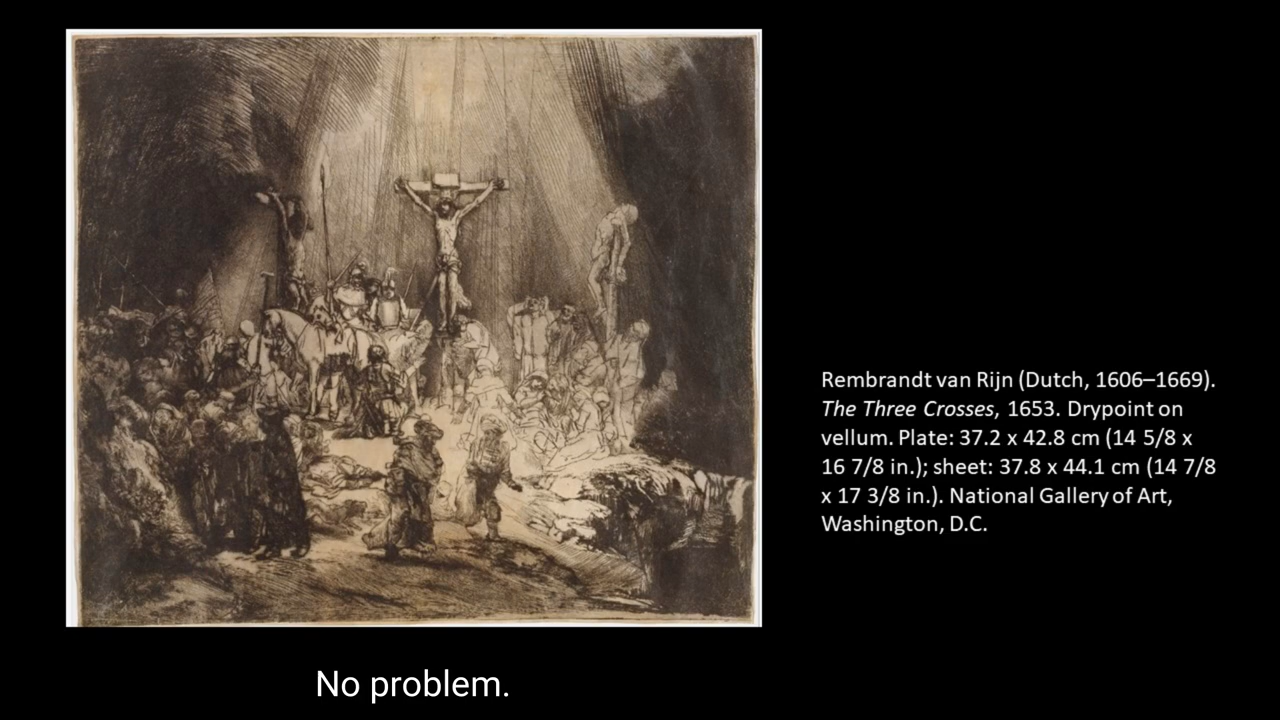 Rembrandt van Rijn (Dutch, 1606–1669).
The Three Crosses, 1653. Drypoint on
vellum. Plate: 37.2 x 42.8 cm (14 5/8 x
16 7/8 in.); sheet: 37.8 x 44.1 cm (14 7/8
x 17 3/8 in.). National Gallery of Art,
Washington, D.C.
No problem.